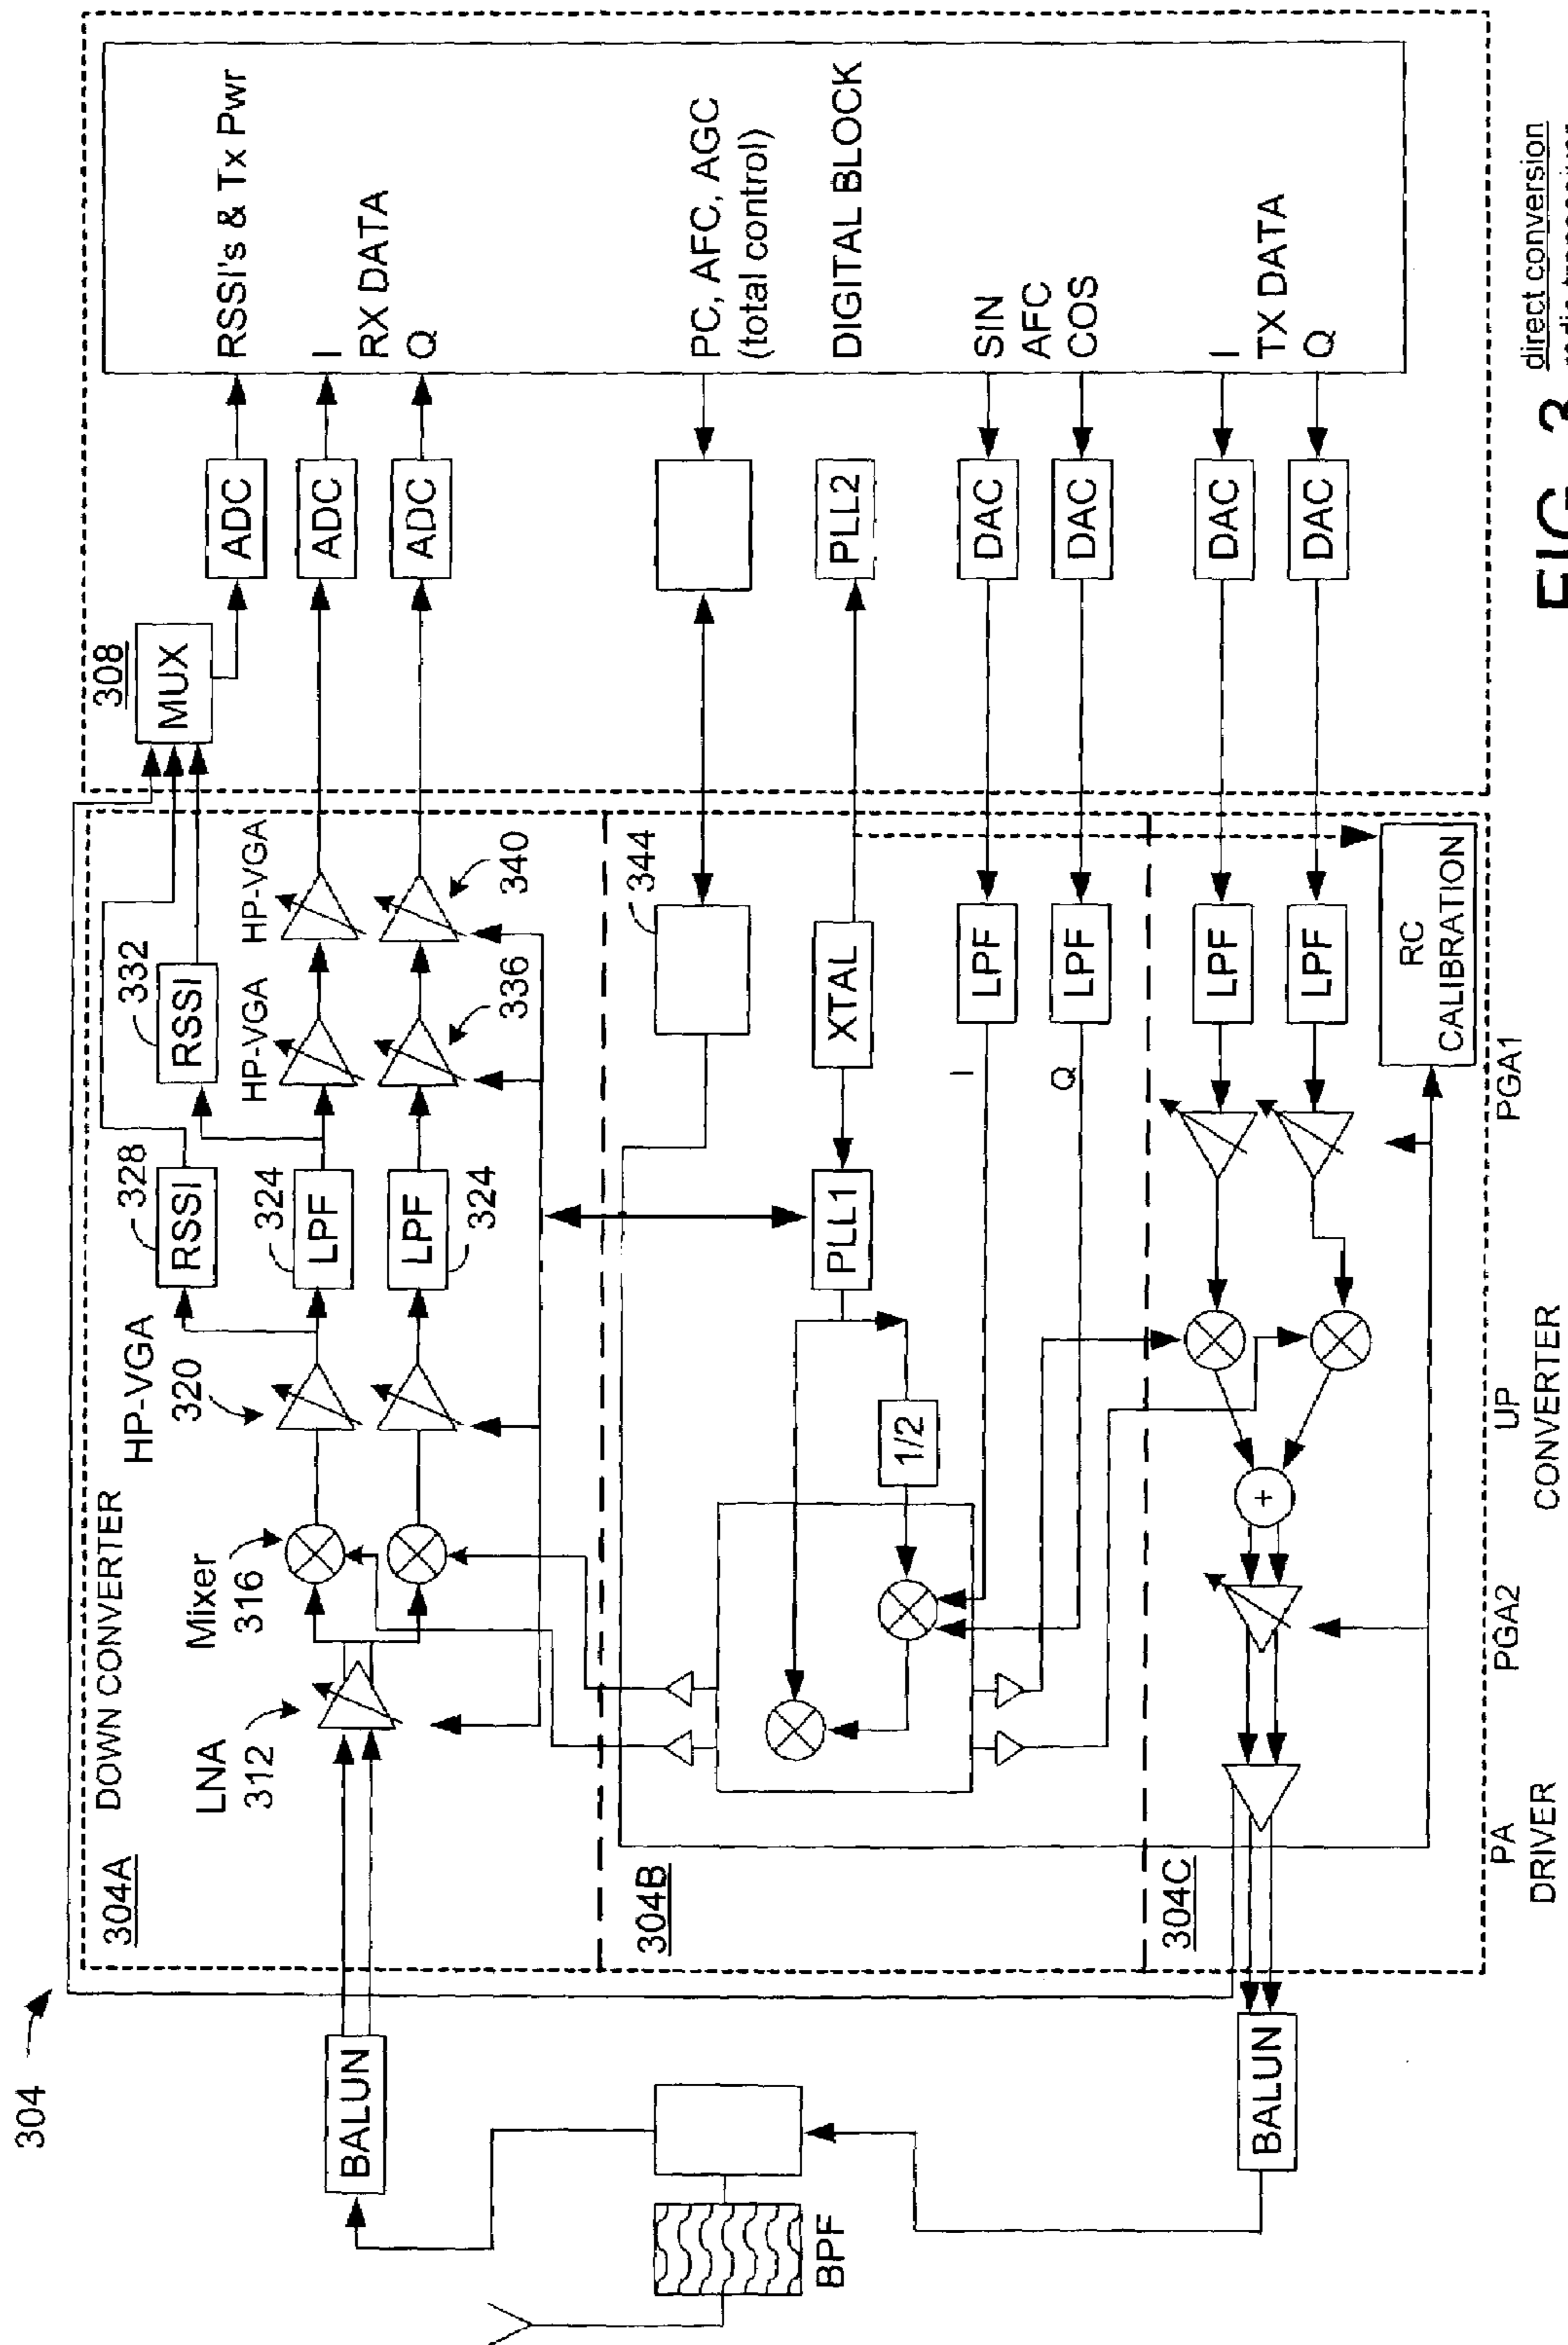 304
304A
DOWN CONVERTER
LNA
312
Mixer
316
HP-VGA
320
328
RSSI
324
LPF
LPF
324
332
RSSI
HP-VGA
HP-VGA
336
340
308
MUX
ADC
ADC
ADC
RSSI's & Tx Pwr
I
RX DATA
Q
BALUN
BPF
304B
344
XTAL
PLL1
1/2
PLL2
LPF
LPF
I
Q
DAC
DAC
PC, AFC, AGC
(total control)
DIGITAL BLOCK
SIN
AFC
COS
304C
BALUN
+
LPF
LPF
DAC
DAC
I
TX DATA
Q
RC
CALIBRATION
PA
DRIVER
PGA2
UP
CONVERTER
PGA1
FIG. 3
direct conversion
radio transceiver